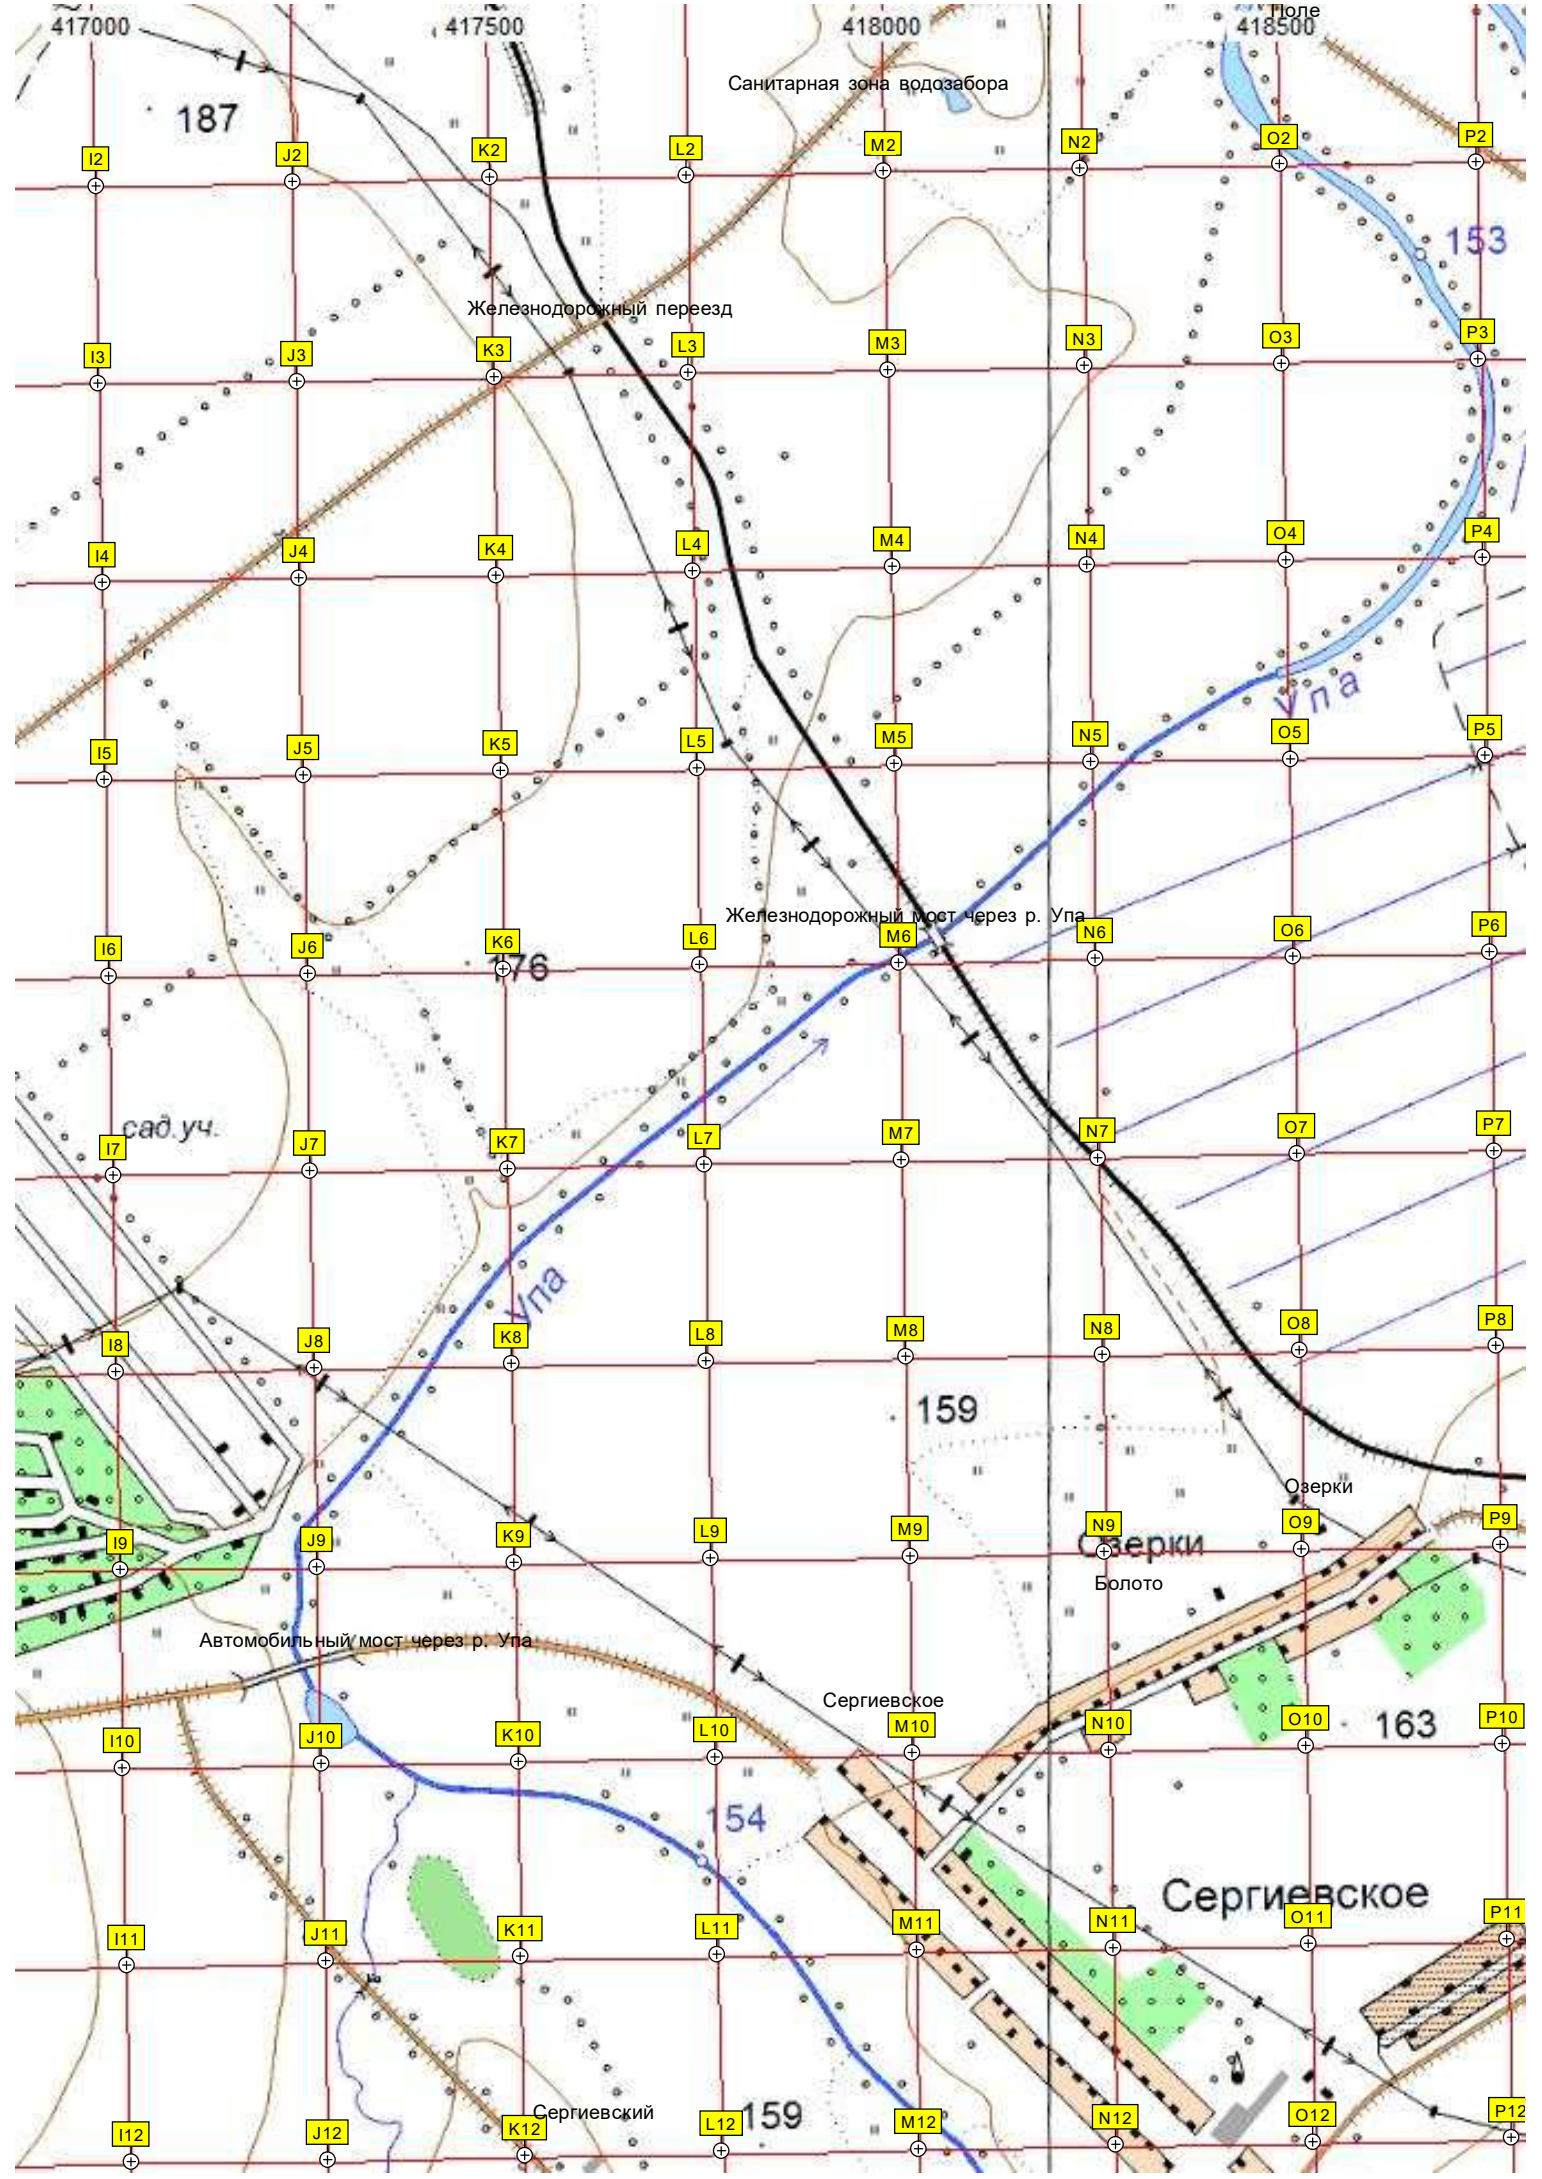 Поле
417000 417500 418000 418500
Санитарная зона водозабора
187
I2 J2 K2 L2 M2 N2 O2 P2
153
Железнодорожный переезд
I3 J3 K3 L3 M3 N3 O3 P3
I4 J4 K4 L4 M4 N4 O4 P4
Упа
I5 J5 K5 L5 M5 N5 O5 P5
Железнодорожный мост через р. Упа
I6 J6 K6 L6 M6 N6 O6 P6
176
сад.уч.
I7 J7 K7 L7 M7 N7 O7 P7
Упа
I8 J8 K8 L8 M8 N8 O8 P8
159
Озерки
I9 J9 K9 L9 M9 N9 O9 P9
Озерки
Болото
Автомобильный мост через р. Упа
Сергиевское
I10 J10 K10 L10 M10 N10 O10 P10
163
154
Сергиевское
I11 J11 K11 L11 M11 N11 O11 P11
Сергиевский
159
I12 J12 K12 L12 M12 N12 O12 P12